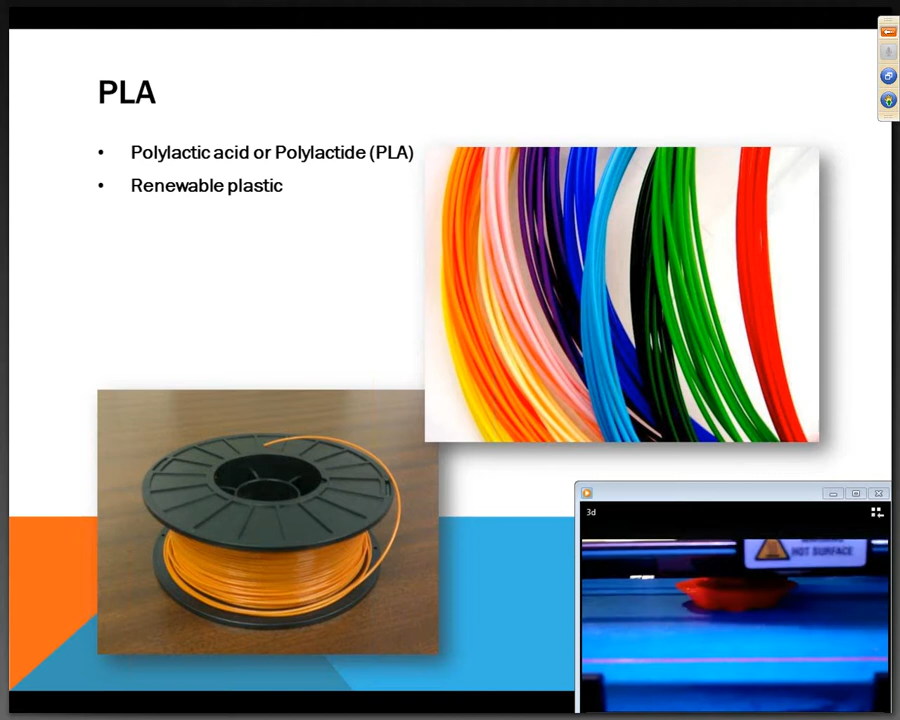 PLA
• Polylactic acid or Polylactide (PLA)
• Renewable plastic
3d
HOT SURFACE